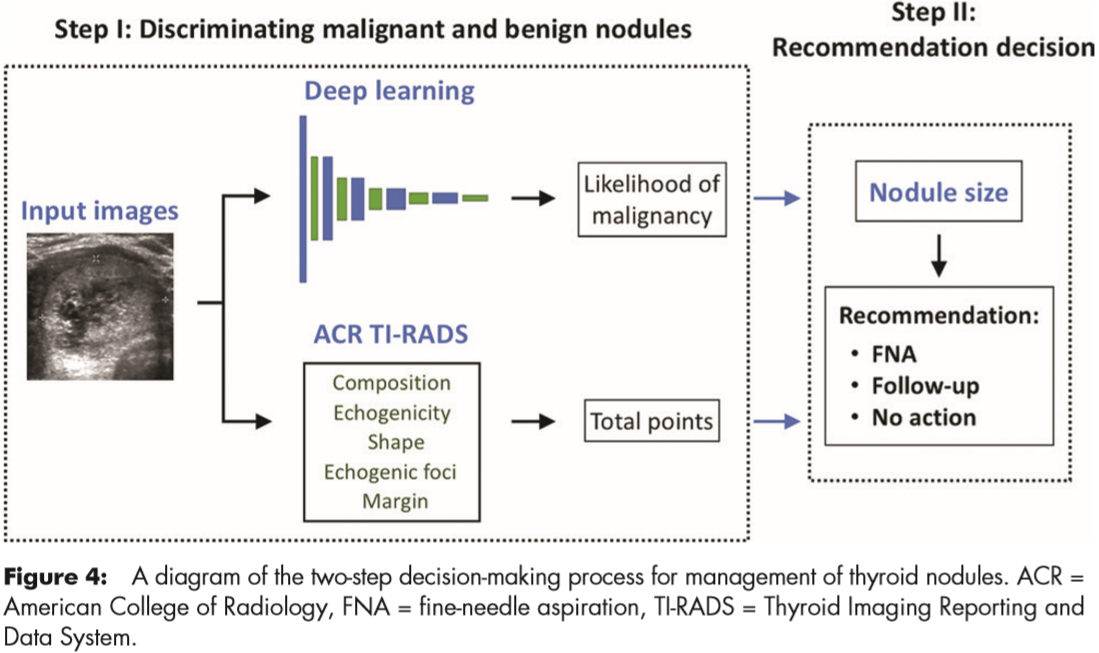 Step I: Discriminating malignant and benign nodules
Step II:
Recommendation decision
Deep learning
Input images
Likelihood of
malignancy
Nodule size
ACR TI-RADS
Composition
Echogenicity
Shape
Echogenic foci
Margin
Total points
Recommendation:
• FNA
• Follow-up
• No action
Figure 4: A diagram of the two-step decision-making process for management of thyroid nodules. ACR =
American College of Radiology, FNA = fine-needle aspiration, TI-RADS = Thyroid Imaging Reporting and
Data System.